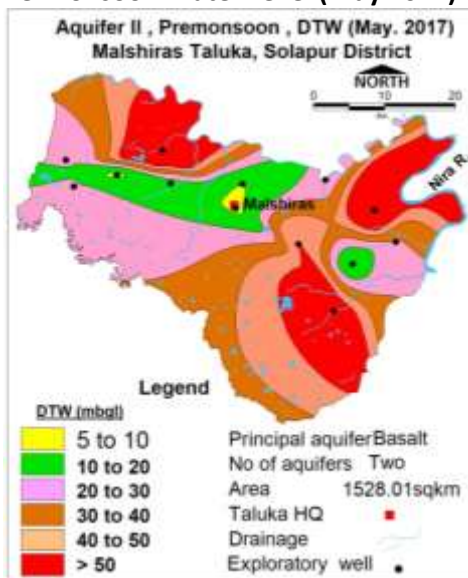 Aquifer II , Premonsoon , DTW (May. 2017)
Malshiras Taluka, Solapur District
NORTH
0 10 20
Nira R.
Malshiras
Legend
DTW (mbgl)
5 to 10
10 to 20
20 to 30
30 to 40
40 to 50
> 50
Principal aquifer Basalt
No of aquifers Two
Area 1528.01sqkm
Taluka HQ
Drainage
Exploratory well